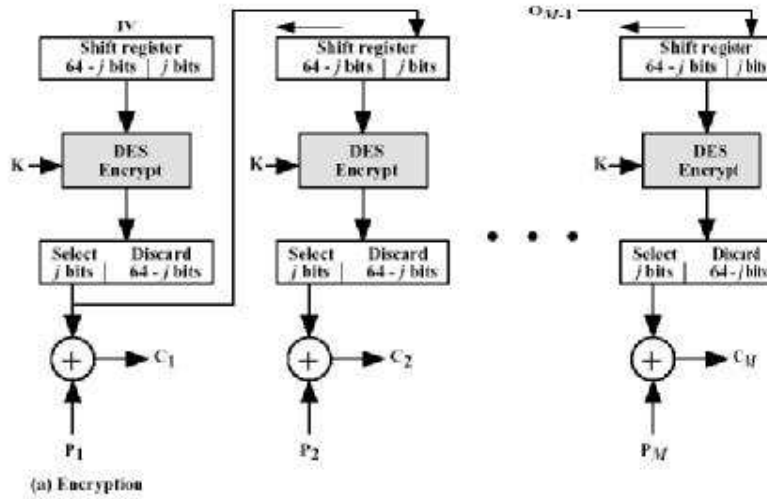 IV
O M-1
Shift register
64 - j bits | j bits
Shift register
64 - j bits | j bits
Shift register
64 - j bits | j bits
K
DES
Encrypt
K
DES
Encrypt
K
DES
Encrypt
Select
j bits
Discard
64 - j bits
Select
j bits
Discard
64 - j bits
Select
j bits
Discard
64 - j bits
C1
C2
CM
P1
P2
PM
(a) Encryption